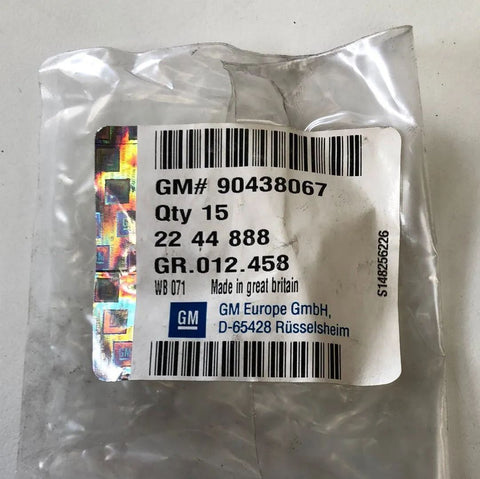 GM# 90438067
Qty 15
22 44 888
GR.012.458
WB 071 Made in great britain
GM
GM Europe GmbH,
D-65428 Rüsselsheim
S148256226